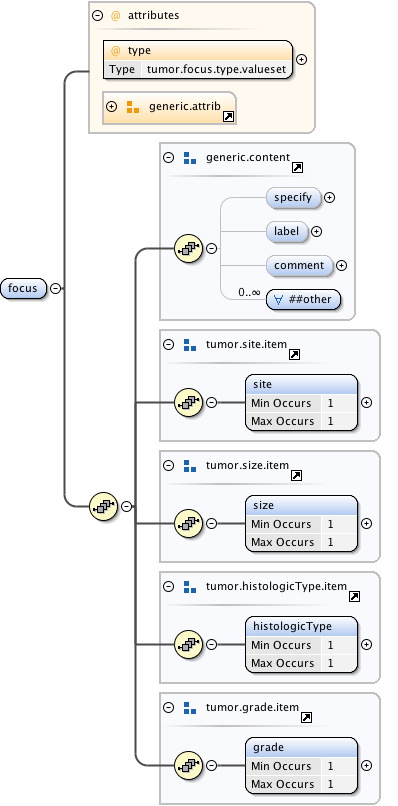 @ attributes
@ type
Type tumor.focus.type.valueset
generic.attrib
generic.content
specify
label
comment
0..∞
∀ ##other
focus
tumor.site.item
site
Min Occurs 1
Max Occurs 1
tumor.size.item
size
Min Occurs 1
Max Occurs 1
tumor.histologicType.item
histologicType
Min Occurs 1
Max Occurs 1
tumor.grade.item
grade
Min Occurs 1
Max Occurs 1